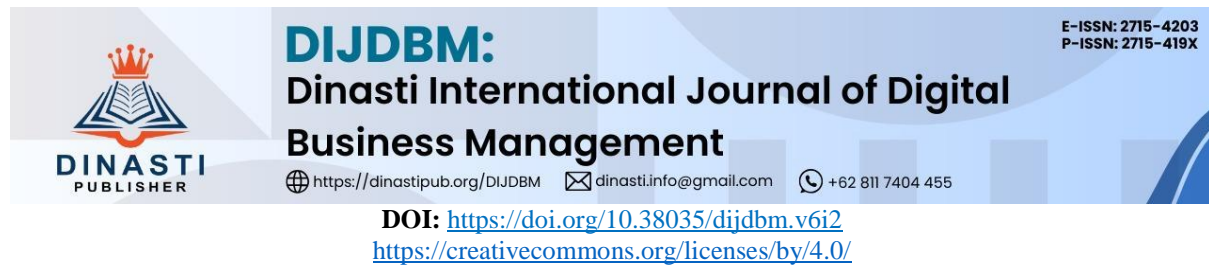 E-ISSN: 2715-4203
P-ISSN: 2715-419X
DIJDBM:
Dinasti International Journal of Digital
Business Management
DINASTI
PUBLISHER
https://dinastipub.org/DIJDBM dinasti.info@gmail.com +62 811 7404 455
DOI: https://doi.org/10.38035/dijdbm.v6i2
https://creativecommons.org/licenses/by/4.0/